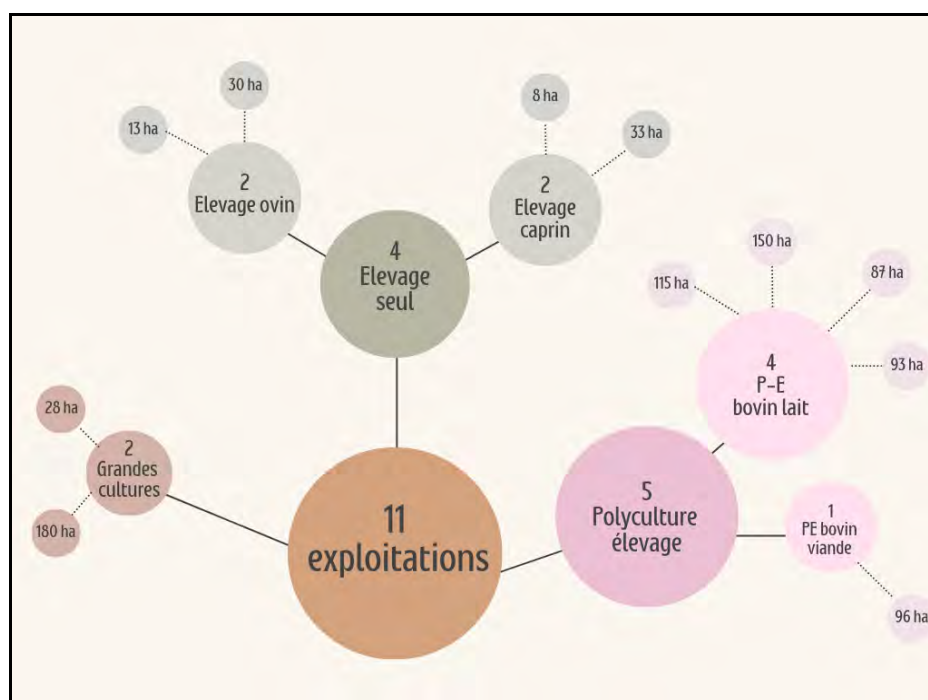 30 ha
13 ha
2
Elevage ovin
8 ha
33 ha
2
Elevage
caprin
4
Elevage
seul
150 ha
115 ha
87 ha
93 ha
4
P-E
bovin lait
28 ha
2
Grandes
cultures
180 ha
11
exploitations
5
Polyculture
élevage
1
PE bovin
viande
96 ha